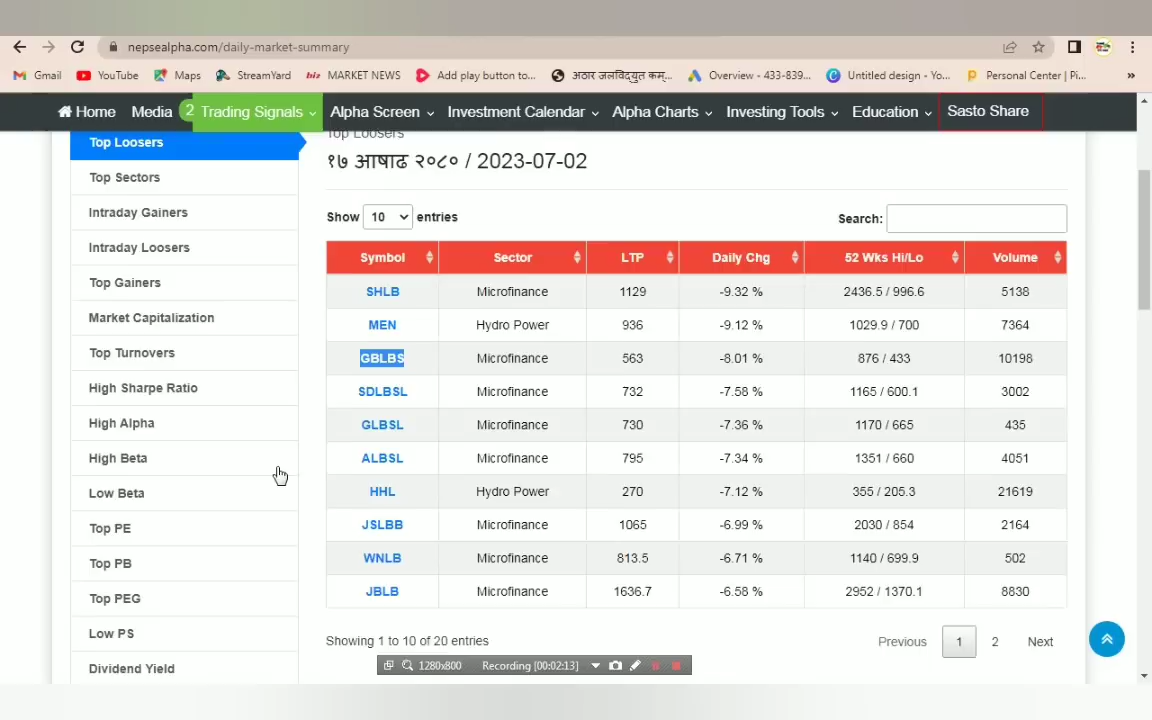 nepsealpha.com/daily-market-summary
Gmail YouTube Maps StreamYard biz MARKET NEWS Add play button to... अठार जलविद्युत कम्... Overview - 433-839... Untitled design - Yo... Personal Center | Pi... »
Home Media 2 Trading Signals Alpha Screen Investment Calendar Alpha Charts Investing Tools Education Sasto Share
Top Loosers
Top Sectors
Intraday Gainers
Intraday Loosers
Top Gainers
Market Capitalization
Top Turnovers
High Sharpe Ratio
High Alpha
High Beta
Low Beta
Top PE
Top PB
Top PEG
Low PS
Dividend Yield
Top Loosers
१७ आषाढ २०८० / 2023-07-02
Show 10 entries Search:
Symbol Sector LTP Daily Chg 52 Wks Hi/Lo Volume
SHLB Microfinance 1129 -9.32 % 2436.5 / 996.6 5138
MEN Hydro Power 936 -9.12 % 1029.9 / 700 7364
GBLBS Microfinance 563 -8.01 % 876 / 433 10198
SDLBSL Microfinance 732 -7.58 % 1165 / 600.1 3002
GLBSL Microfinance 730 -7.36 % 1170 / 665 435
ALBSL Microfinance 795 -7.34 % 1351 / 660 4051
HHL Hydro Power 270 -7.12 % 355 / 205.3 21619
JSLBB Microfinance 1065 -6.99 % 2030 / 854 2164
WNLB Microfinance 813.5 -6.71 % 1140 / 699.9 502
JBLB Microfinance 1636.7 -6.58 % 2952 / 1370.1 8830
Showing 1 to 10 of 20 entries Previous 1 2 Next
1280x800 Recording [00:02:13]